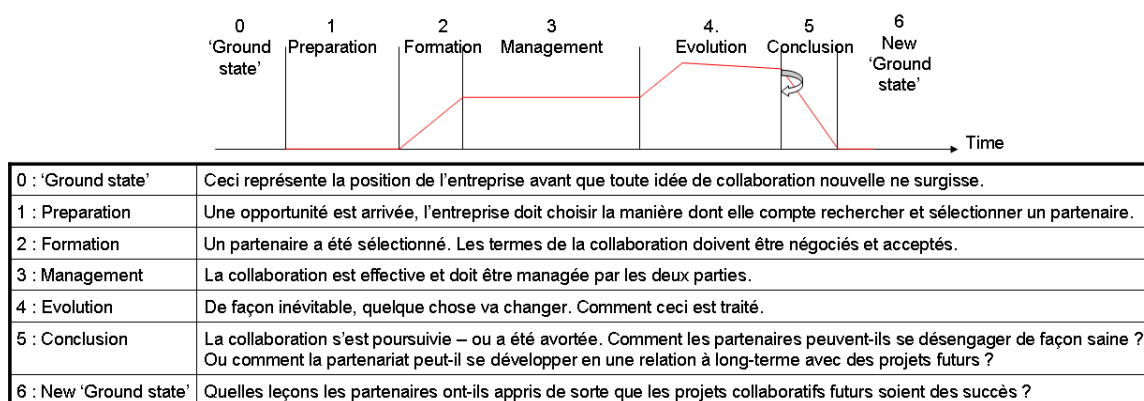 0
'Ground
state'
1
Preparation
2
Formation
3
Management
4.
Evolution
5
Conclusion
6
New
'Ground
state'
Time
0 : 'Ground state' Ceci représente la position de l'entreprise avant que toute idée de collaboration nouvelle ne surgisse.
1 : Preparation Une opportunité est arrivée, l'entreprise doit choisir la manière dont elle compte rechercher et sélectionner un partenaire.
2 : Formation Un partenaire a été sélectionné. Les termes de la collaboration doivent être négociés et acceptés.
3 : Management La collaboration est effective et doit être managée par les deux parties.
4 : Evolution De façon inévitable, quelque chose va changer. Comment ceci est traité.
5 : Conclusion La collaboration s'est poursuivie – ou a été avortée. Comment les partenaires peuvent-ils se désengager de façon saine ?
Ou comment la partenariat peut-il se développer en une relation à long-terme avec des projets futurs ?
6 : New 'Ground state' Quelles leçons les partenaires ont-ils appris de sorte que les projets collaboratifs futurs soient des succès ?